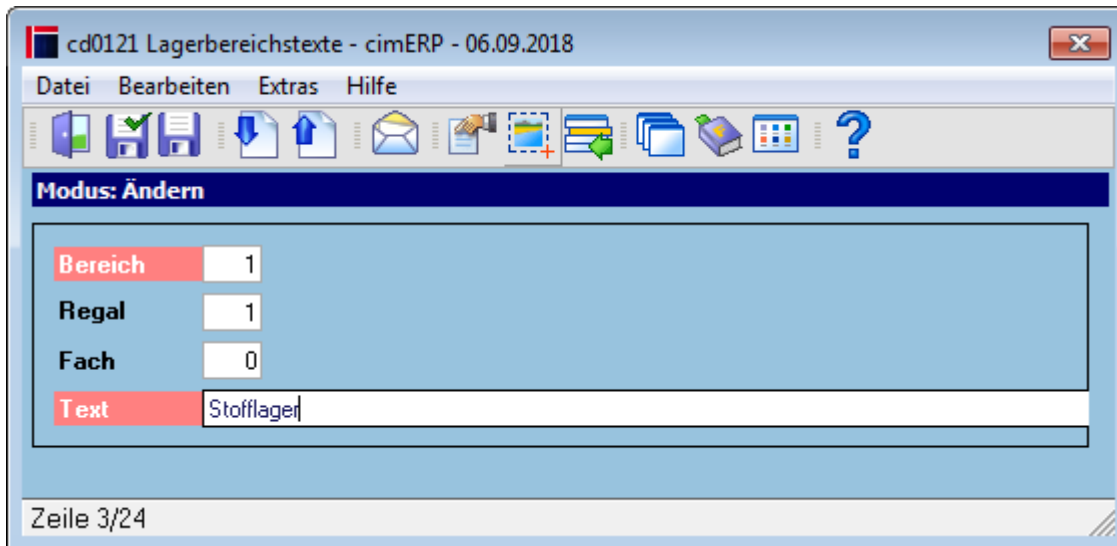 cd0121 Lagerbereichstexte - cimERP - 06.09.2018
Datei Bearbeiten Extras Hilfe
Modus: Ändern
Bereich 1
Regal 1
Fach 0
Text Stofflager
Zeile 3/24